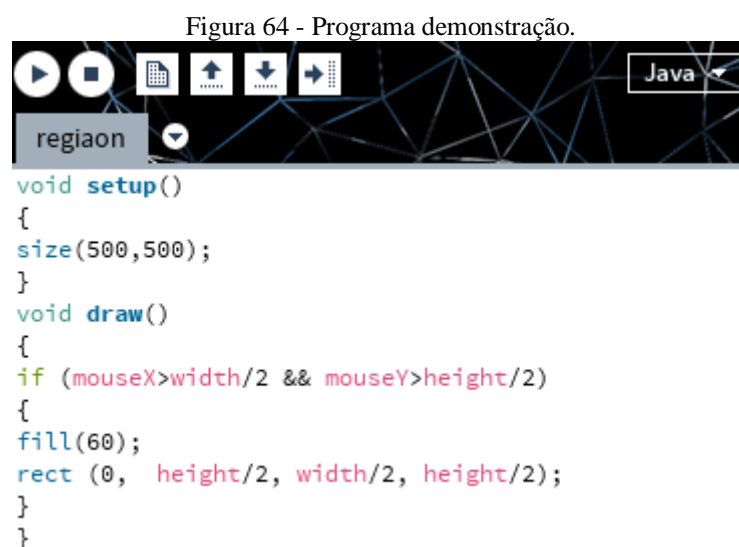 Figura 64 - Programa demonstração.
Java
regiaon
void setup()
{
size(500,500);
}
void draw()
{
if (mouseX>width/2 && mouseY>height/2)
{
fill(60);
rect (0,  height/2, width/2, height/2);
}
}